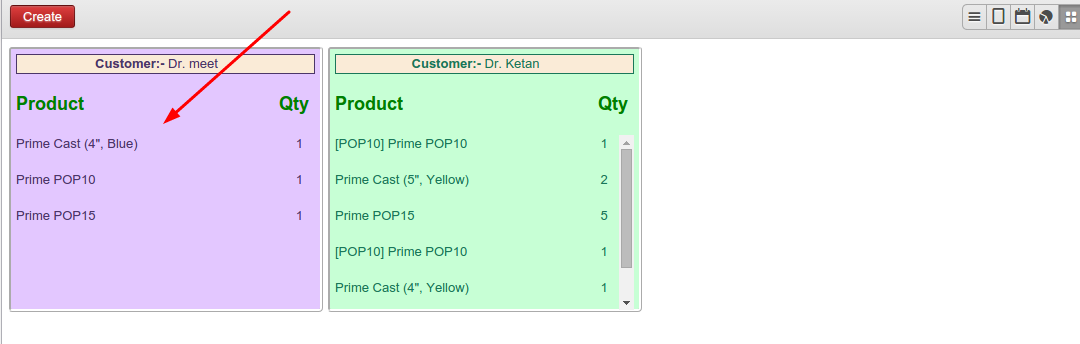 Create
Customer:- Dr. meet
Product Qty
Prime Cast (4", Blue) 1
Prime POP10 1
Prime POP15 1
Customer:- Dr. Ketan
Product Qty
[POP10] Prime POP10 1
Prime Cast (5", Yellow) 2
Prime POP15 5
[POP10] Prime POP10 1
Prime Cast (4", Yellow) 1